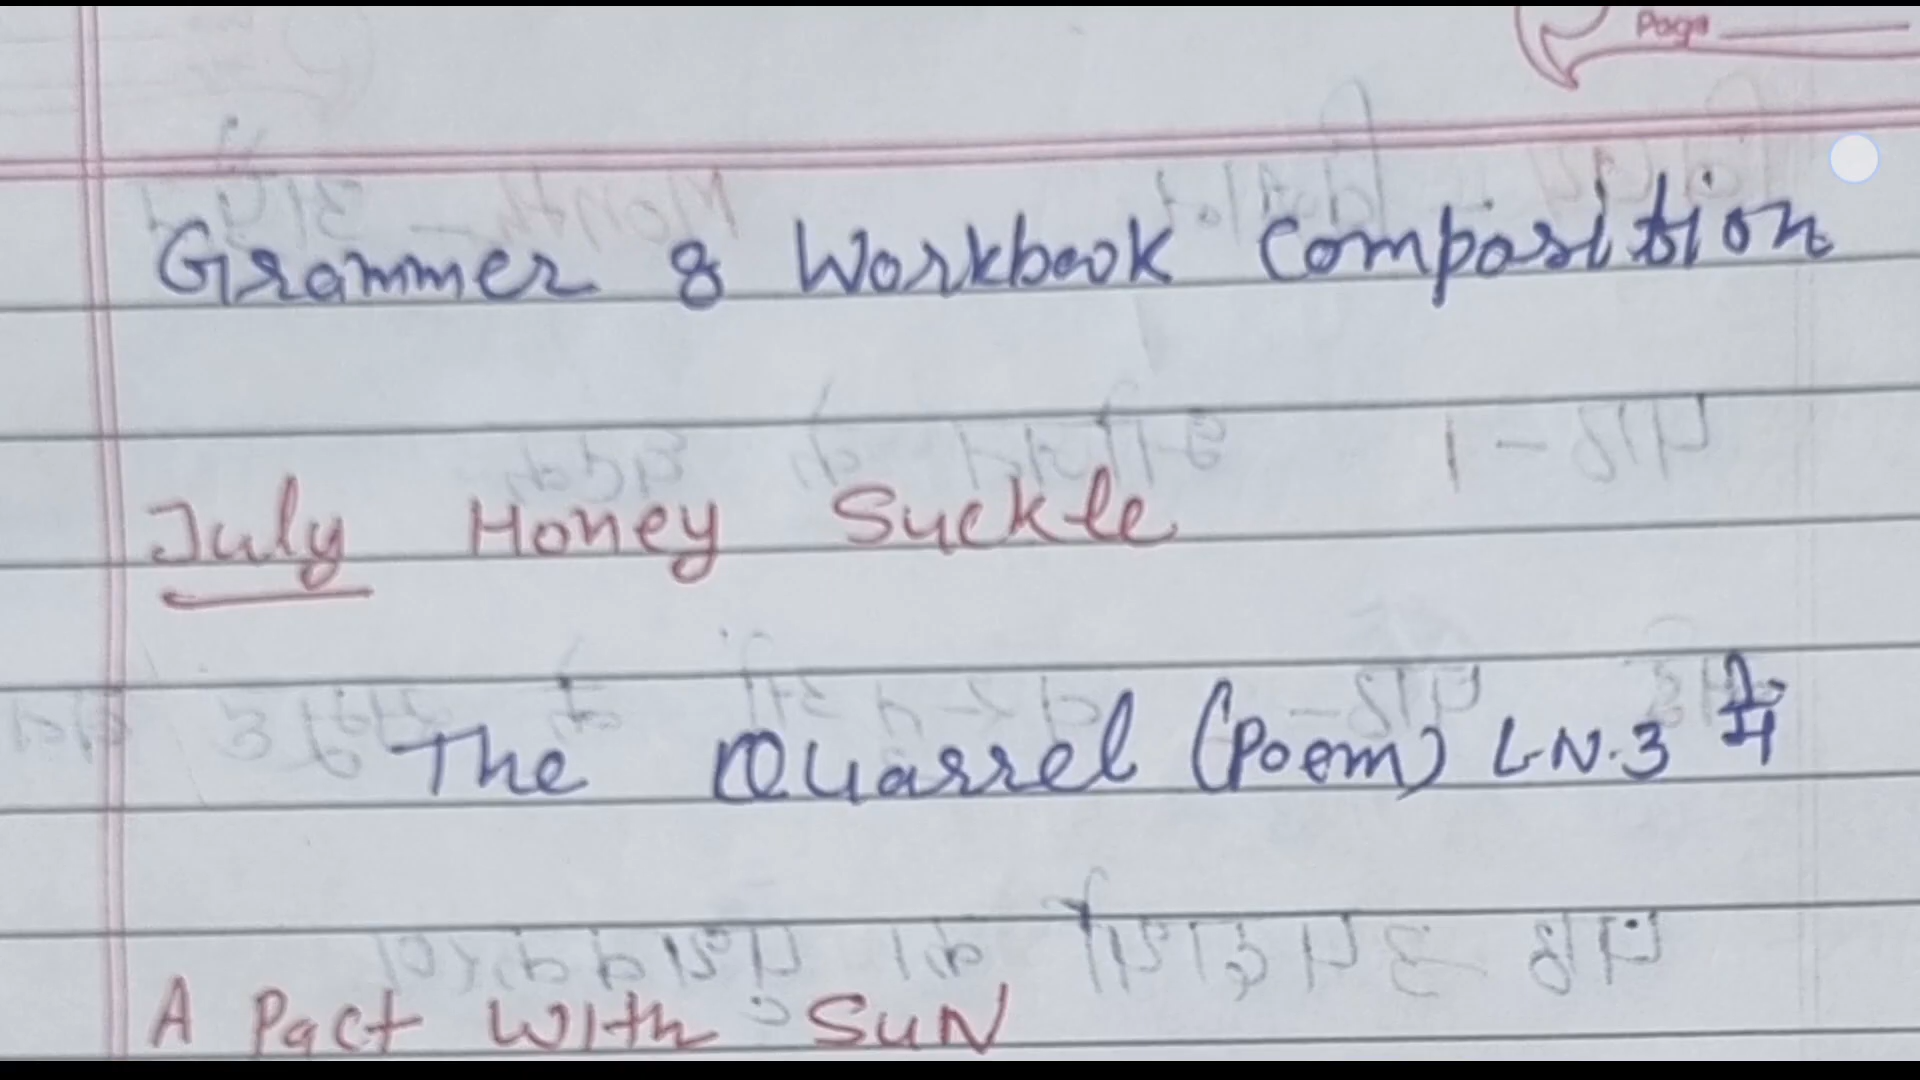 Page
Grammer & Workbook Composition
July Honey Suckle
The Quarrel (Poem) L.N.3
A Pact With SuN